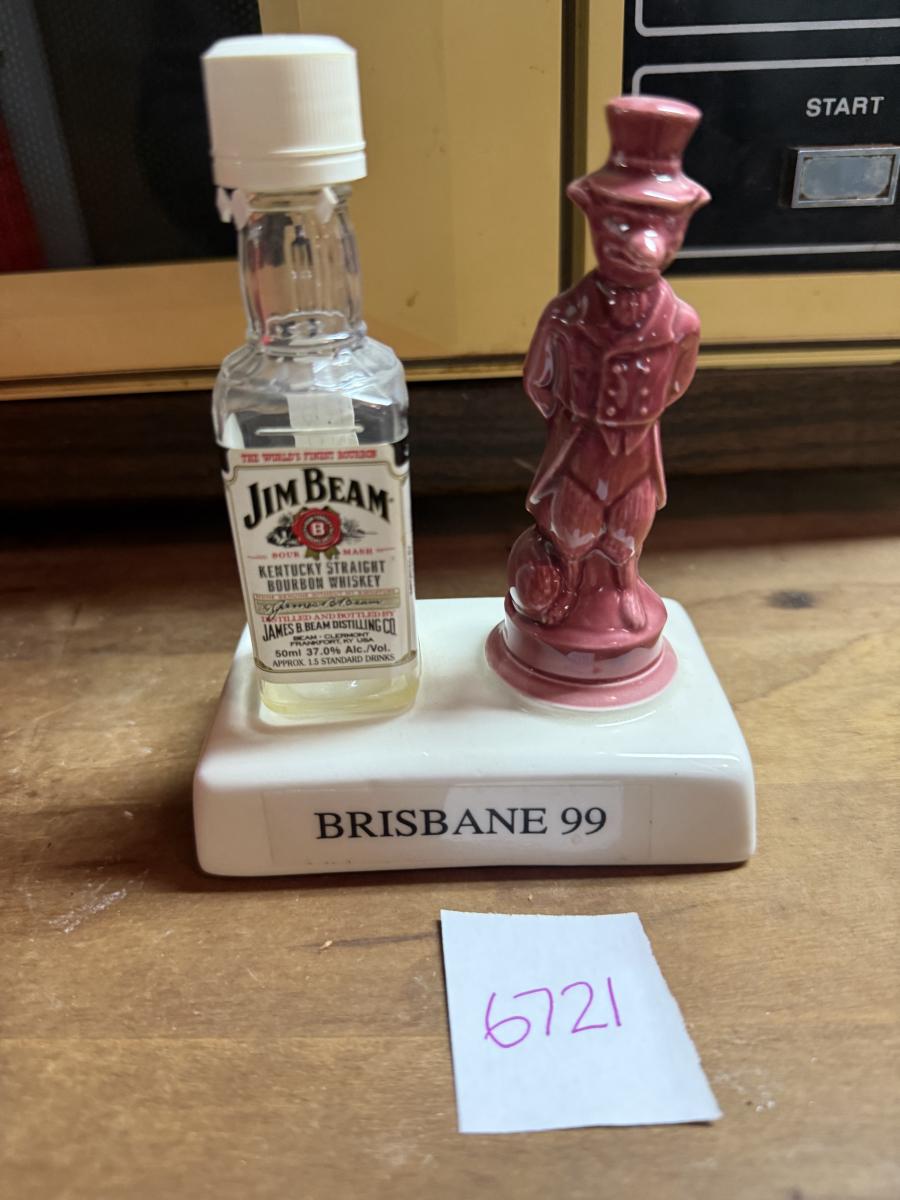 START
THE WORLD'S FINEST BOURBON
JIM BEAM
B
SOUR MASH
KENTUCKY STRAIGHT
BOURBON WHISKEY
James B. Beam
DISTILLED AND BOTTLED BY
JAMES B. BEAM DISTILLING CO.
BEAM • CLERMONT
FRANKFORT, KY USA
50ml 37.0% Alc./Vol.
APPROX. 1.5 STANDARD DRINKS
BRISBANE 99
6721